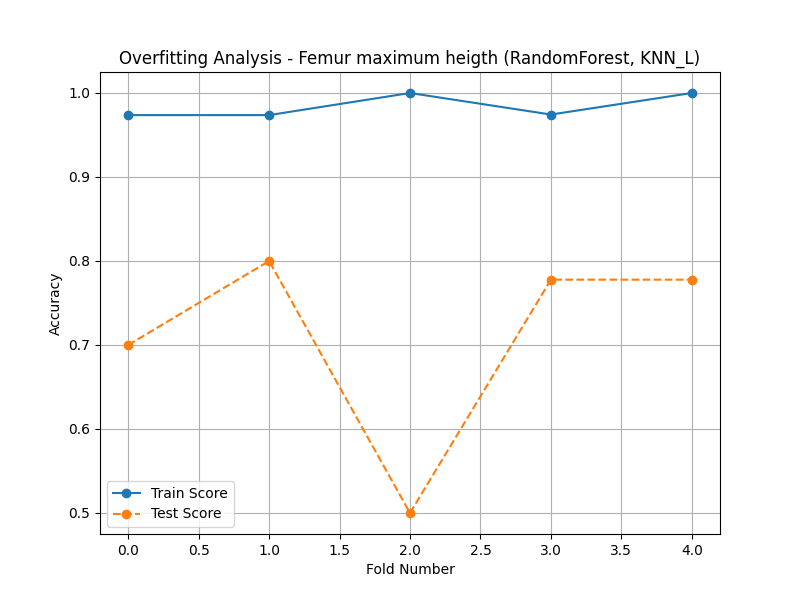 Overfitting Analysis - Femur maximum heigth (RandomForest, KNN_L)
1.0
0.9
0.8
0.7
0.6
0.5
Accuracy
Train Score
Test Score
0.0 0.5 1.0 1.5 2.0 2.5 3.0 3.5 4.0
Fold Number